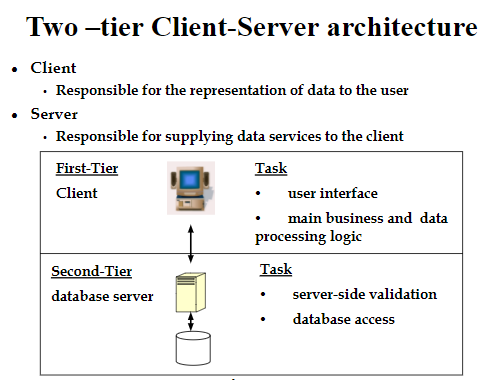 Two –tier Client-Server architecture
• Client
• Responsible for the representation of data to the user
• Server
• Responsible for supplying data services to the client
First-Tier
Client
Task
• user interface
• main business and data
processing logic
Second-Tier
database server
Task
• server-side validation
• database access